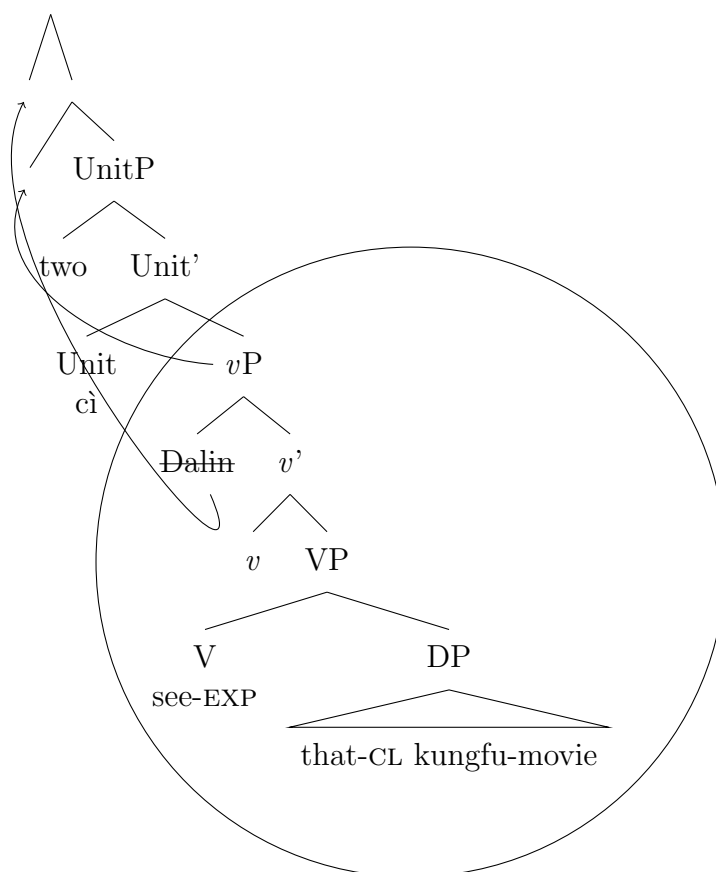 UnitP
two Unit'
Unit vP
cì
Dalin v'
v VP
V DP
see-EXP
that-CL kungfu-movie